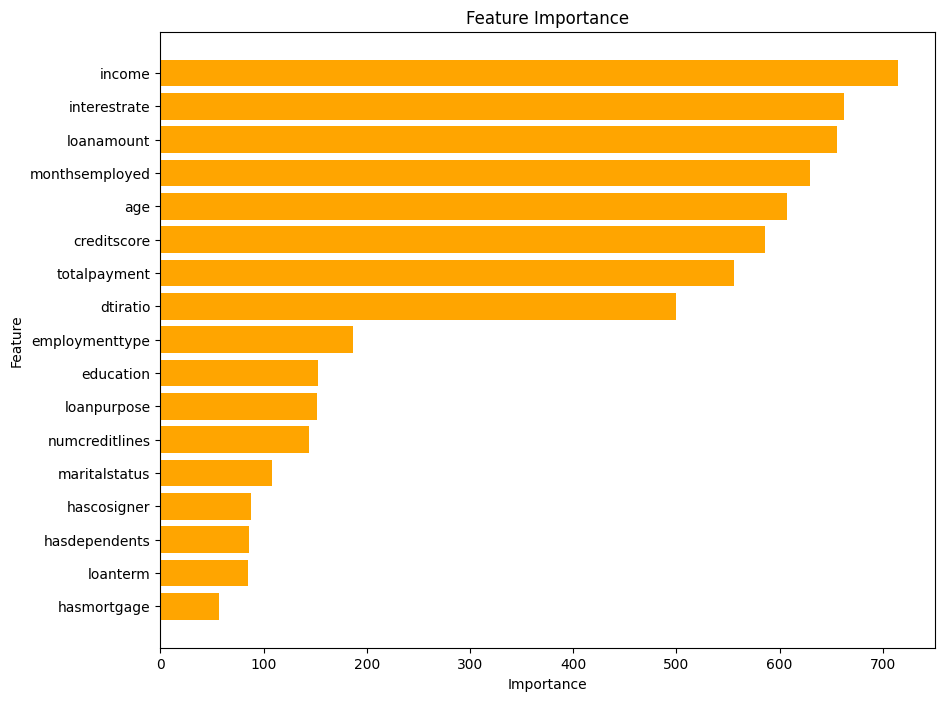 Feature Importance
Feature
income
interestrate
loanamount
monthsemployed
age
creditscore
totalpayment
dtiratio
employmenttype
education
loanpurpose
numcreditlines
maritalstatus
hascosigner
hasdependents
loanterm
hasmortgage
0 100 200 300 400 500 600 700
Importance